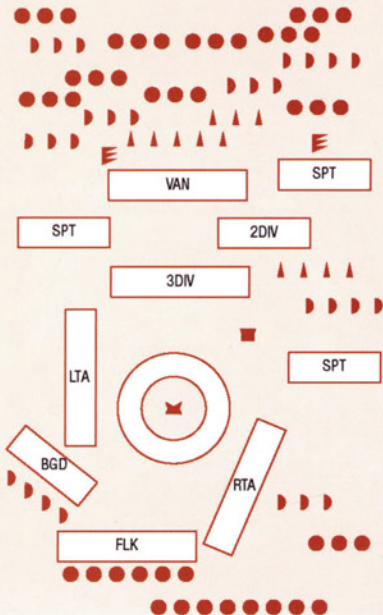 VAN
SPT
SPT
2DIV
3DIV
LTA
SPT
BGD
RTA
FLK